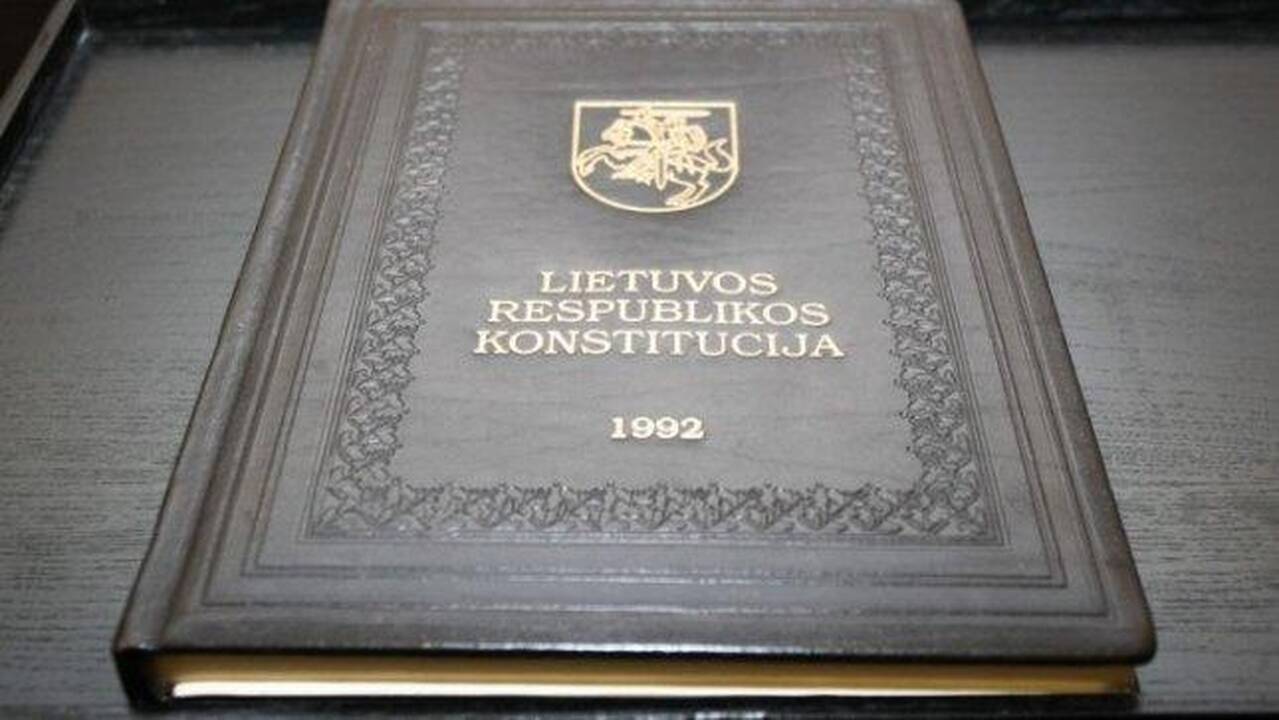 LIETUVOS
RESPUBLIKOS
KONSTITUCIJA
1992